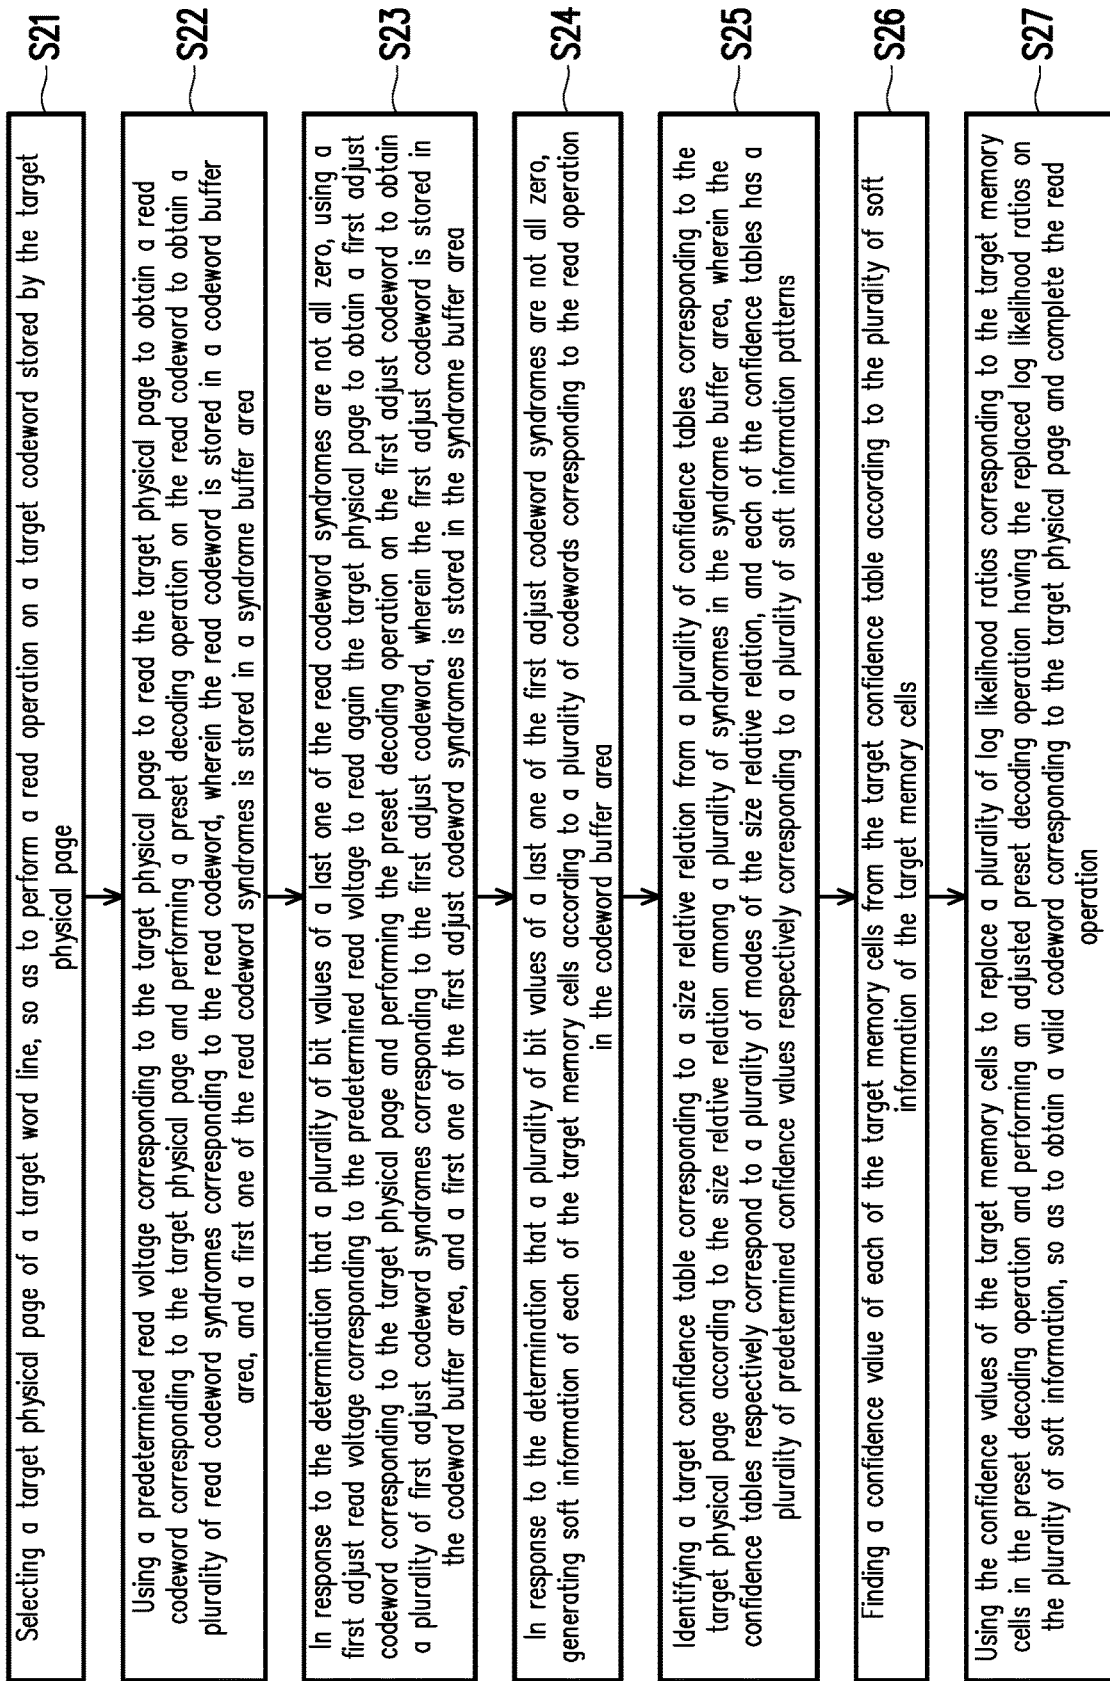 Selecting a target physical page of a target word line, so as to perform a read operation on a target codeword stored by the target
physical page
S21
Using a predetermined read voltage corresponding to the target physical page to read the target physical page to obtain a read
codeword corresponding to the target physical page and performing a preset decoding operation on the read codeword to obtain a
plurality of read codeword syndromes corresponding to the read codeword, wherein the read codeword is stored in a codeword buffer
area, and a first one of the read codeword syndromes is stored in a syndrome buffer area
S22
In response to the determination that a plurality of bit values of a last one of the read codeword syndromes are not all zero, using a
first adjust read voltage corresponding to the predetermined read voltage to read again the target physical page to obtain a first adjust
codeword corresponding to the target physical page and performing the preset decoding operation on the first adjust codeword to obtain
a plurality of first adjust codeword syndromes corresponding to the first adjust codeword, wherein the first adjust codeword is stored in
the codeword buffer area, and a first one of the first adjust codeword syndromes is stored in the syndrome buffer area
S23
In response to the determination that a plurality of bit values of a last one of the first adjust codeword syndromes are not all zero,
generating soft information of each of the target memory cells according to a plurality of codewords corresponding to the read operation
in the codeword buffer area
S24
Identifying a target confidence table corresponding to a size relative relation from a plurality of confidence tables corresponding to the
target physical page according to the size relative relation among a plurality of syndromes in the syndrome buffer area, wherein the
confidence tables respectively correspond to a plurality of modes of the size relative relation, and each of the confidence tables has a
plurality of predetermined confidence values respectively corresponding to a plurality of soft information patterns
S25
Finding a confidence value of each of the target memory cells from the target confidence table according to the plurality of soft
information of the target memory cells
S26
Using the confidence values of the target memory cells to replace a plurality of log likelihood ratios corresponding to the target memory
cells in the preset decoding operation and performing an adjusted preset decoding operation having the replaced log likelihood ratios on
the plurality of soft information, so as to obtain a valid codeword corresponding to the target physical page and complete the read
operation
S27